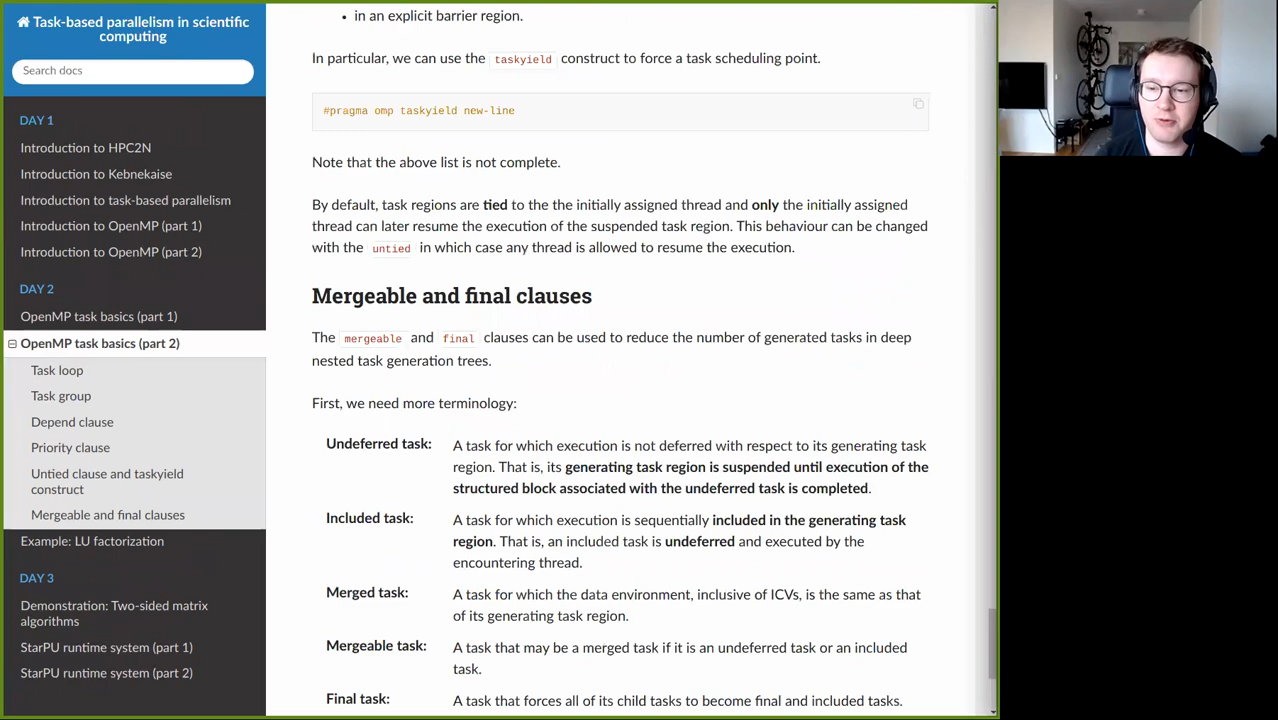 Task-based parallelism in scientific
computing
Search docs
DAY 1
Introduction to HPC2N
Introduction to Kebnekaise
Introduction to task-based parallelism
Introduction to OpenMP (part 1)
Introduction to OpenMP (part 2)
DAY 2
OpenMP task basics (part 1)
OpenMP task basics (part 2)
Task loop
Task group
Depend clause
Priority clause
Untied clause and taskyield
construct
Mergeable and final clauses
Example: LU factorization
DAY 3
Demonstration: Two-sided matrix
algorithms
StarPU runtime system (part 1)
StarPU runtime system (part 2)
• in an explicit barrier region.
In particular, we can use the taskyield construct to force a task scheduling point.
#pragma omp taskyield new-line
Note that the above list is not complete.
By default, task regions are tied to the the initially assigned thread and only the initially assigned
thread can later resume the execution of the suspended task region. This behaviour can be changed
with the untied in which case any thread is allowed to resume the execution.
Mergeable and final clauses
The mergeable and final clauses can be used to reduce the number of generated tasks in deep
nested task generation trees.
First, we need more terminology:
Undeferred task: A task for which execution is not deferred with respect to its generating task
region. That is, its generating task region is suspended until execution of the
structured block associated with the undeferred task is completed.
Included task: A task for which execution is sequentially included in the generating task
region. That is, an included task is undeferred and executed by the
encountering thread.
Merged task: A task for which the data environment, inclusive of ICVs, is the same as that
of its generating task region.
Mergeable task: A task that may be a merged task if it is an undeferred task or an included
task.
Final task: A task that forces all of its child tasks to become final and included tasks.